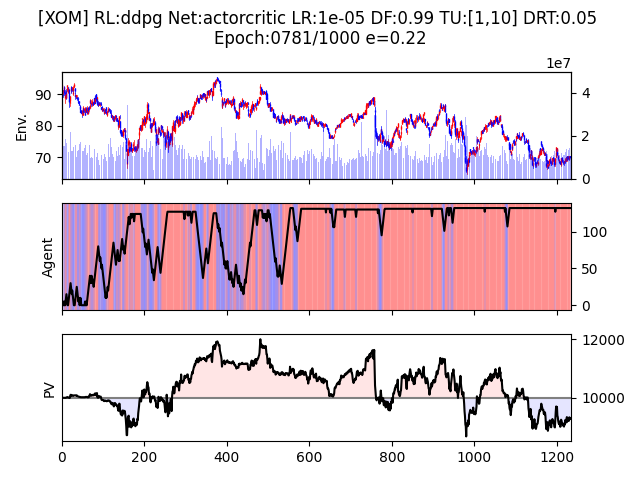 [XOM] RL:ddpg Net:actorcritic LR:1e-05 DF:0.99 TU:[1,10] DRT:0.05
Epoch:0781/1000 e=0.22
1e7
Env.
90
80
70
4
2
0
Agent
100
50
0
PV
12000
10000
0 200 400 600 800 1000 1200